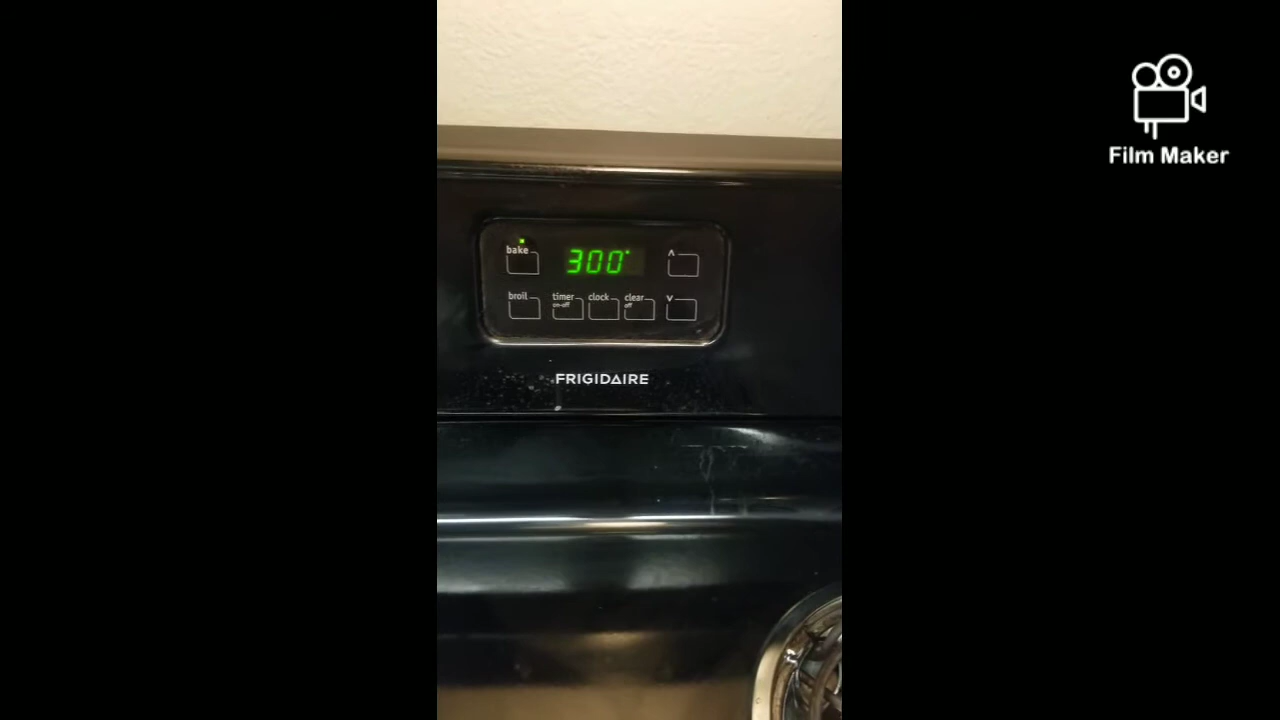 Film Maker
bake
300°
^
broil
timer
on-off
clock
clear
off
v
FRIGIDAIRE